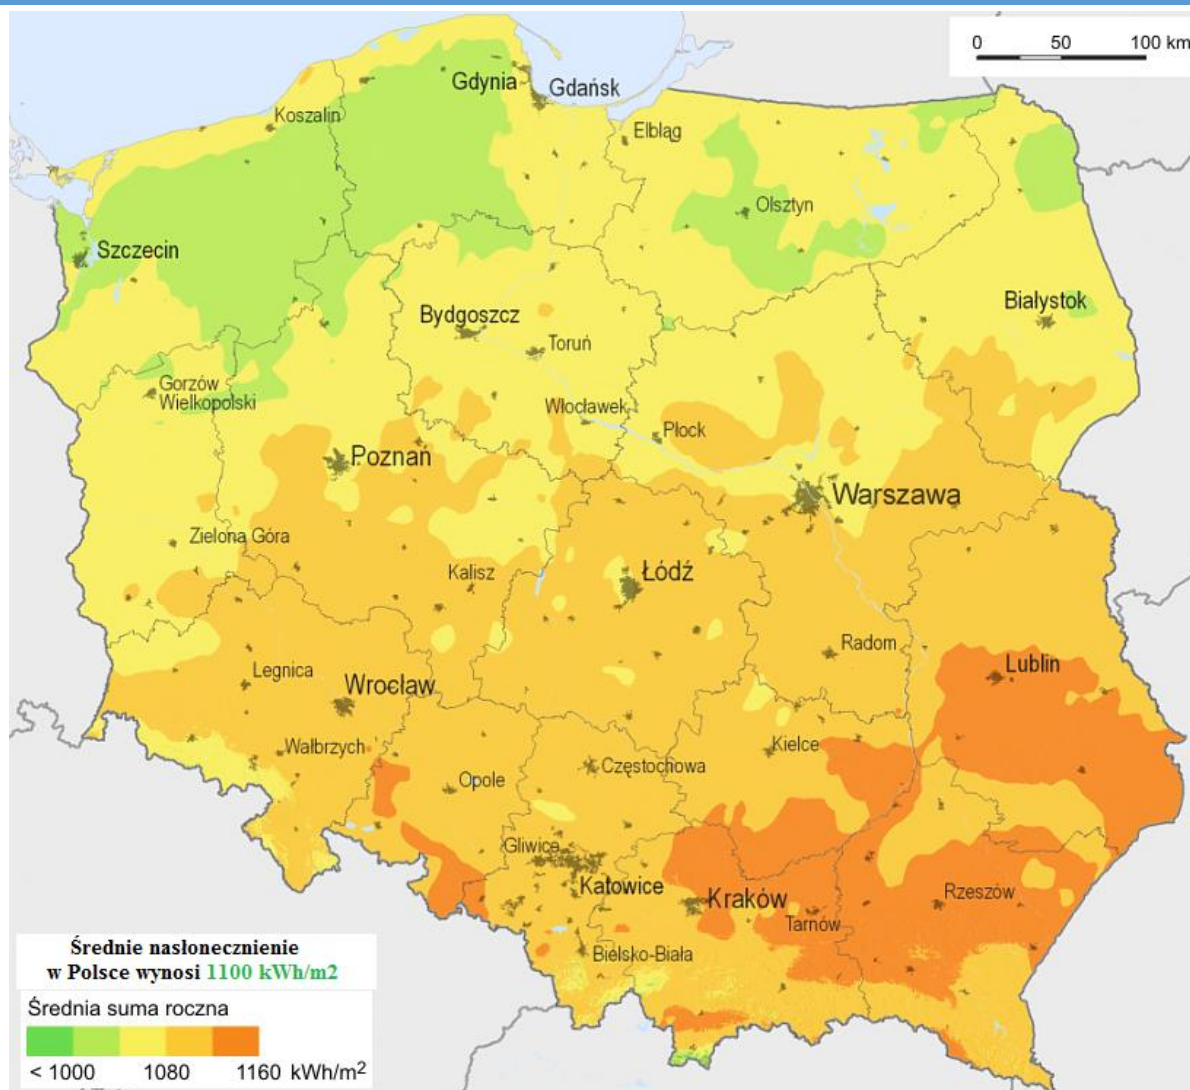 0 50 100 km
Gdynia
Gdańsk
Koszalin
Elbląg
Olsztyn
Szczecin
Białystok
Bydgoszcz
Toruń
Gorzów
Wielkopolski
Włocławek
Płock
Poznań
Warszawa
Zielona Góra
Kalisz
Łódź
Radom
Lublin
Legnica
Wrocław
Wałbrzych
Kielce
Opole
Częstochowa
Gliwice
Katowice
Kraków
Rzeszów
Tarnów
Bielsko-Biała
Średnie nasłonecznienie
w Polsce wynosi 1100 kWh/m2
Średnia suma roczna
< 1000 1080 1160 kWh/m²